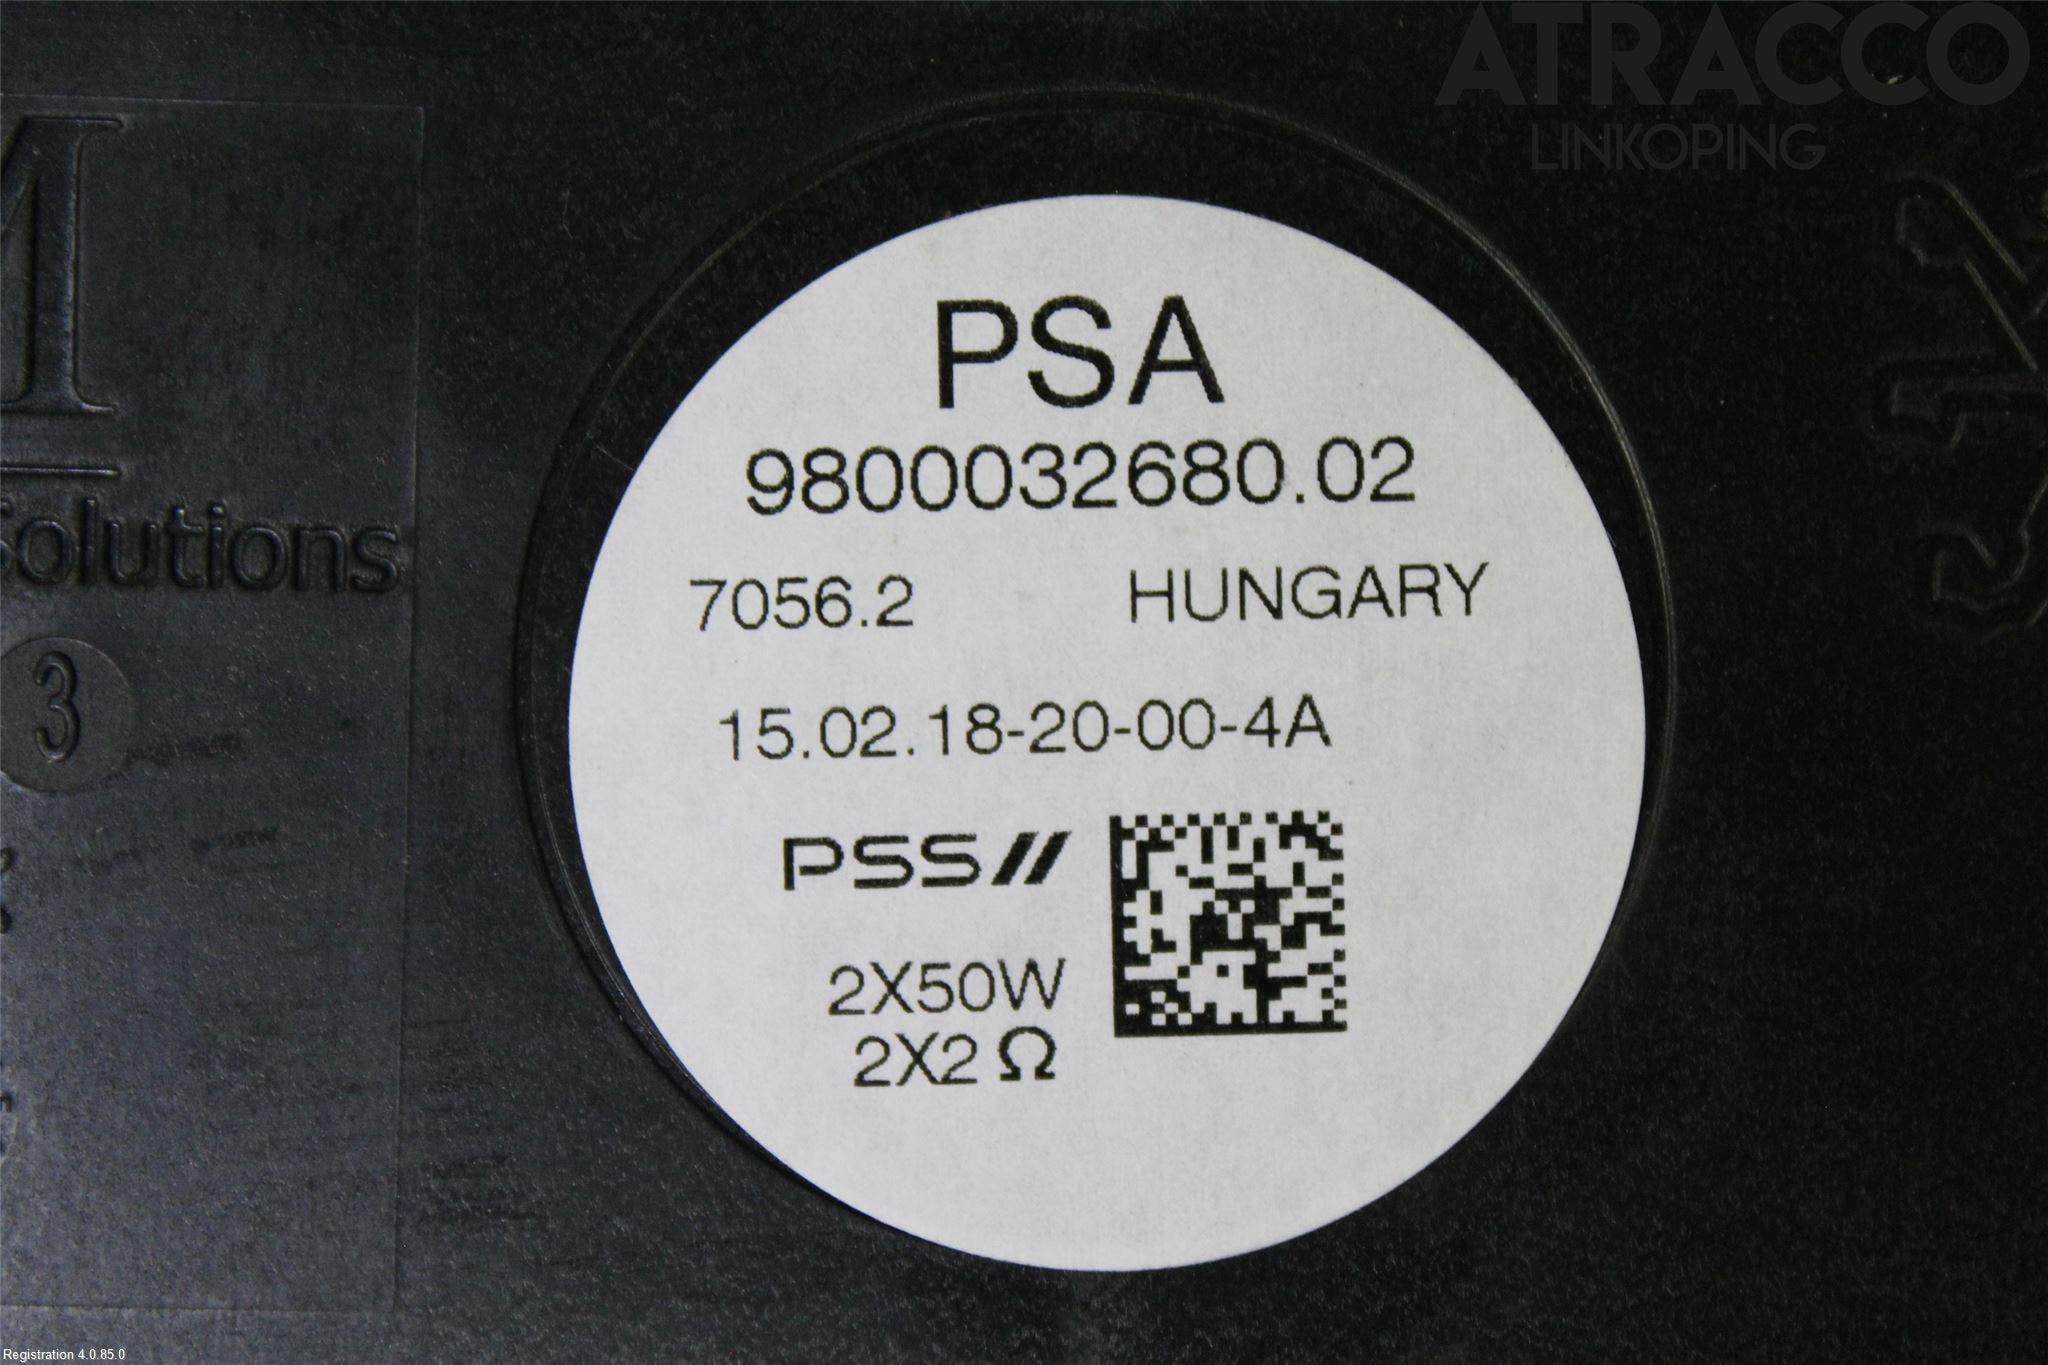 ATRACCO
LINKOPING
M
Solutions
3
PSA
9800032680.02
7056.2 HUNGARY
15.02.18-20-00-4A
PSS//
2X50W
2X2 Ω
Registration 4.0.85.0